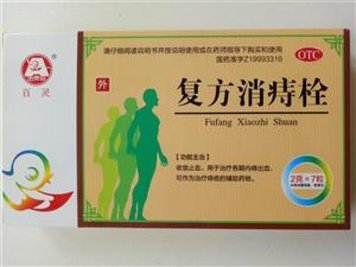 请仔细阅读说明书并按说明使用或在药师指导下购买和使用
国药准字Z19993316
OTC
百灵
外
复方消痔栓
Fufang Xiaozhi Shuan
【功能主治】
收敛止血。用于治疗各期内痔出血，
可作为治疗痔疮的辅助药物。
2克×7粒